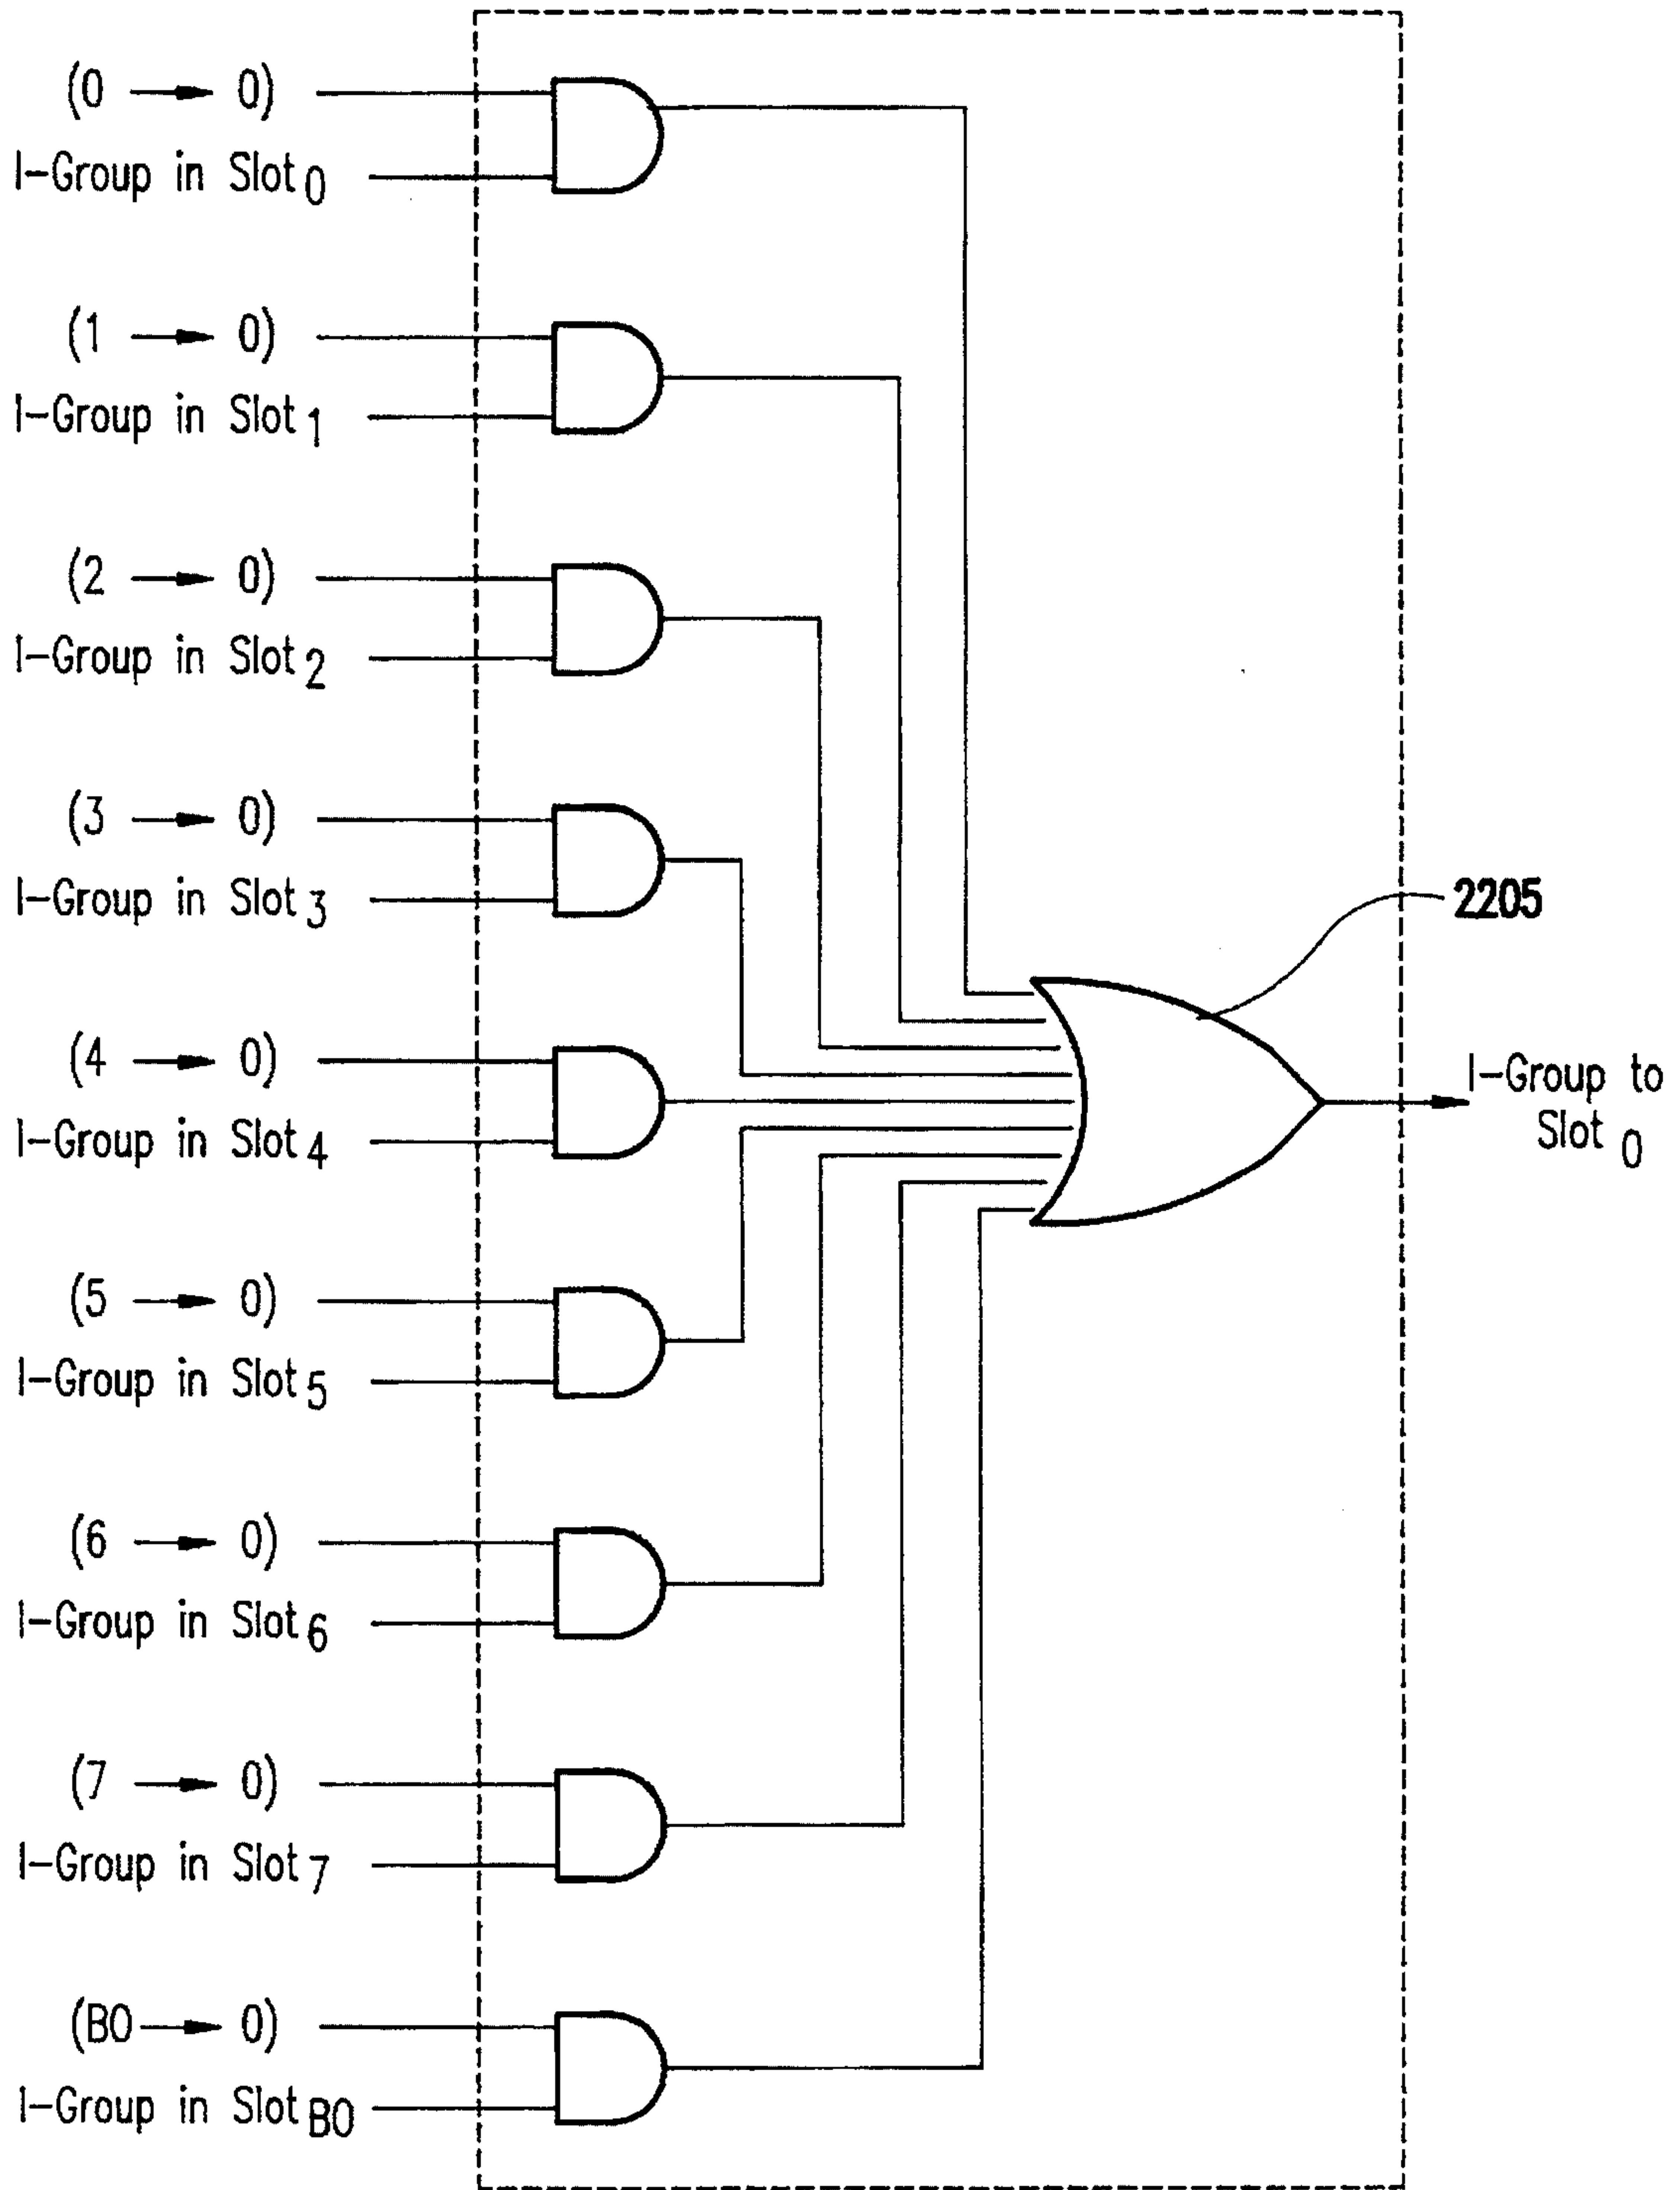 (0 → 0)
I-Group in Slot 0
(1 → 0)
I-Group in Slot 1
(2 → 0)
I-Group in Slot 2
(3 → 0)
I-Group in Slot 3
2205
(4 → 0)
I-Group in Slot 4
I-Group to
Slot 0
(5 → 0)
I-Group in Slot 5
(6 → 0)
I-Group in Slot 6
(7 → 0)
I-Group in Slot 7
(B0 → 0)
I-Group in Slot B0